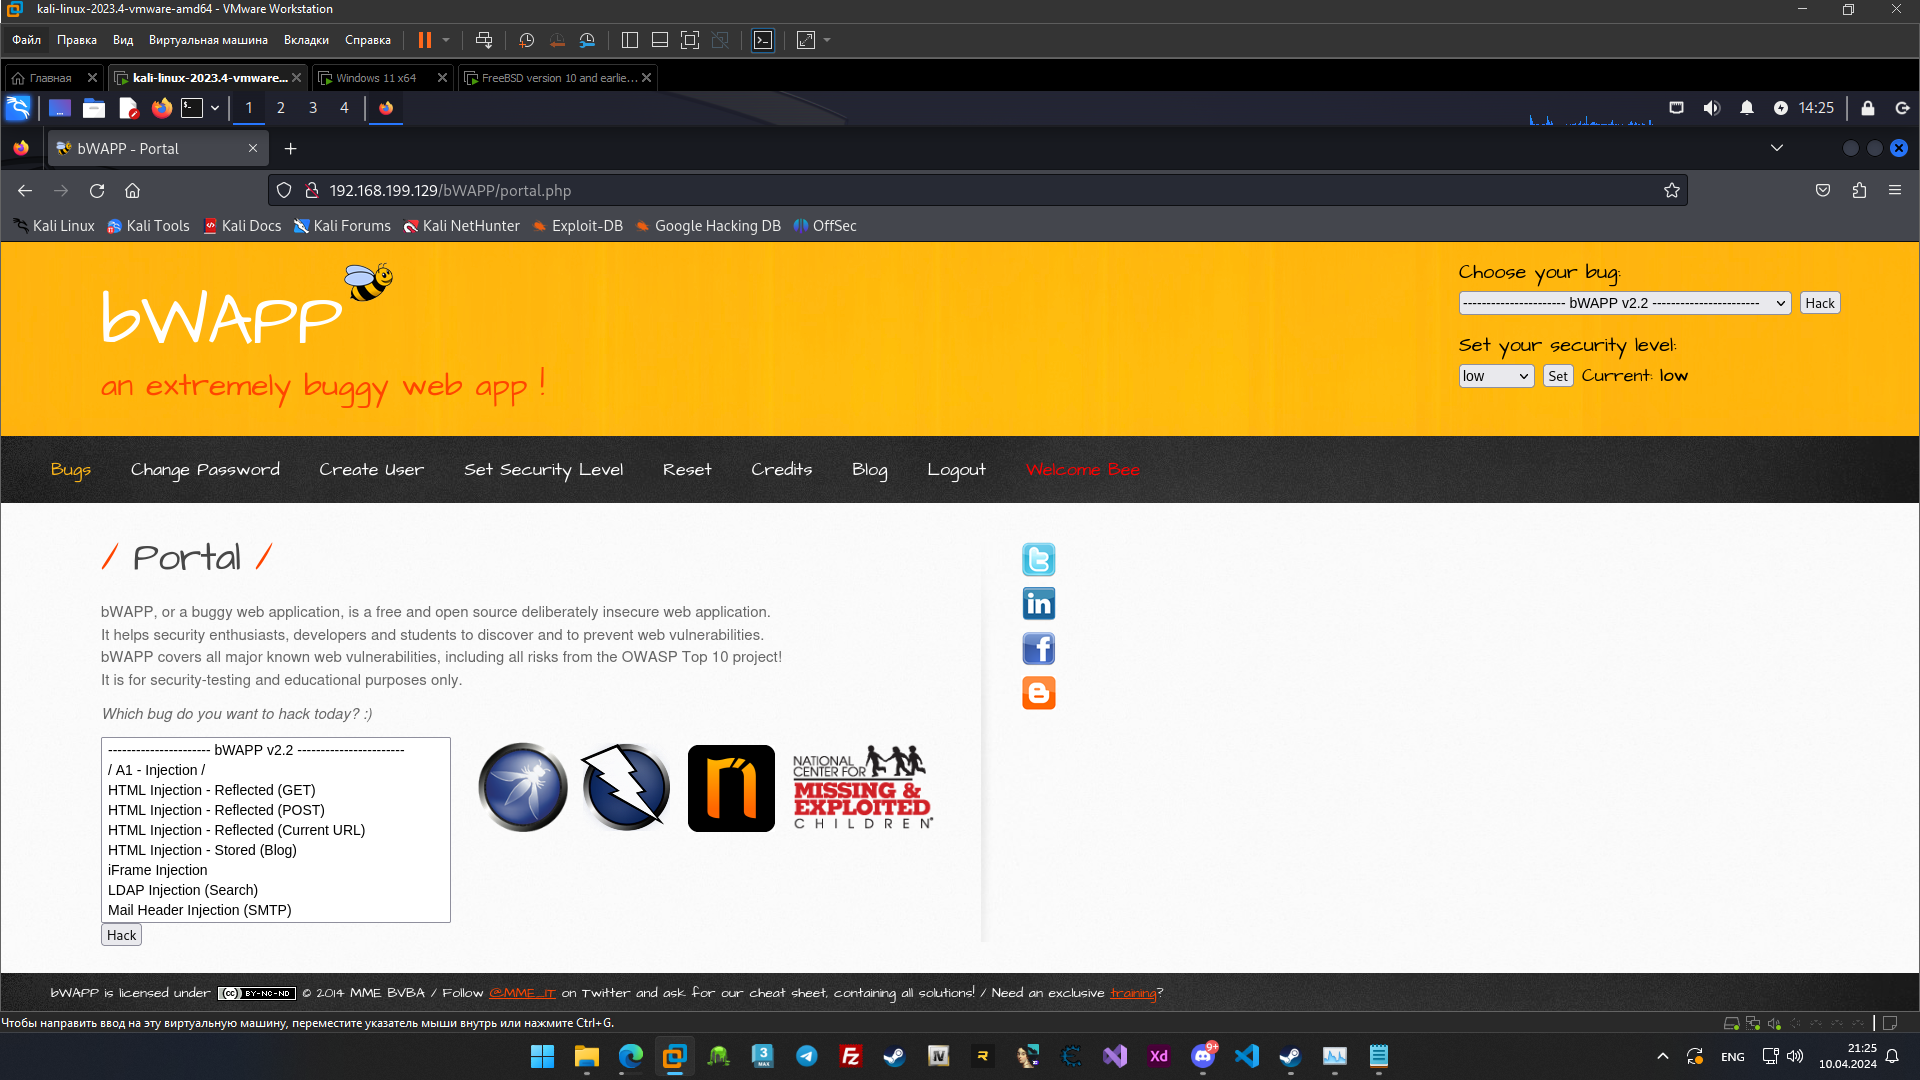 kali-linux-2023.4-vmware-amd64 - VMware Workstation
Файл Правка Вид Виртуальная машина Вкладки Справка
Главная kali-linux-2023.4-vmware... Windows 11 x64 FreeBSD version 10 and earlie...
1 2 3 4 14:25
bWAPP - Portal
192.168.199.129/bWAPP/portal.php
Kali Linux Kali Tools Kali Docs Kali Forums Kali NetHunter Exploit-DB Google Hacking DB OffSec
bWAPP
an extremely buggy web app !
Choose your bug:
---------------------- bWAPP v2.2 ----------------------- Hack
Set your security level:
low Set Current: low
Bugs Change Password Create User Set Security Level Reset Credits Blog Logout Welcome Bee
/ Portal /
bWAPP, or a buggy web application, is a free and open source deliberately insecure web application.
It helps security enthusiasts, developers and students to discover and to prevent web vulnerabilities.
bWAPP covers all major known web vulnerabilities, including all risks from the OWASP Top 10 project!
It is for security-testing and educational purposes only.
Which bug do you want to hack today? :)
---------------------- bWAPP v2.2 -----------------------
/ A1 - Injection /
HTML Injection - Reflected (GET)
HTML Injection - Reflected (POST)
HTML Injection - Reflected (Current URL)
HTML Injection - Stored (Blog)
iFrame Injection
LDAP Injection (Search)
Mail Header Injection (SMTP)
Hack
NATIONAL
CENTER FOR
MISSING &
EXPLOITED
CHILDREN®
bWAPP is licensed under (cc) BY-NC-ND © 2014 MME BVBA / Follow @MME_IT on Twitter and ask for our cheat sheet, containing all solutions! / Need an exclusive training?
Чтобы направить ввод на эту виртуальную машину, переместите указатель мыши внутрь или нажмите Ctrl+G.
3 MAX Fz IV R Xd 9+
ENG 21:25
10.04.2024